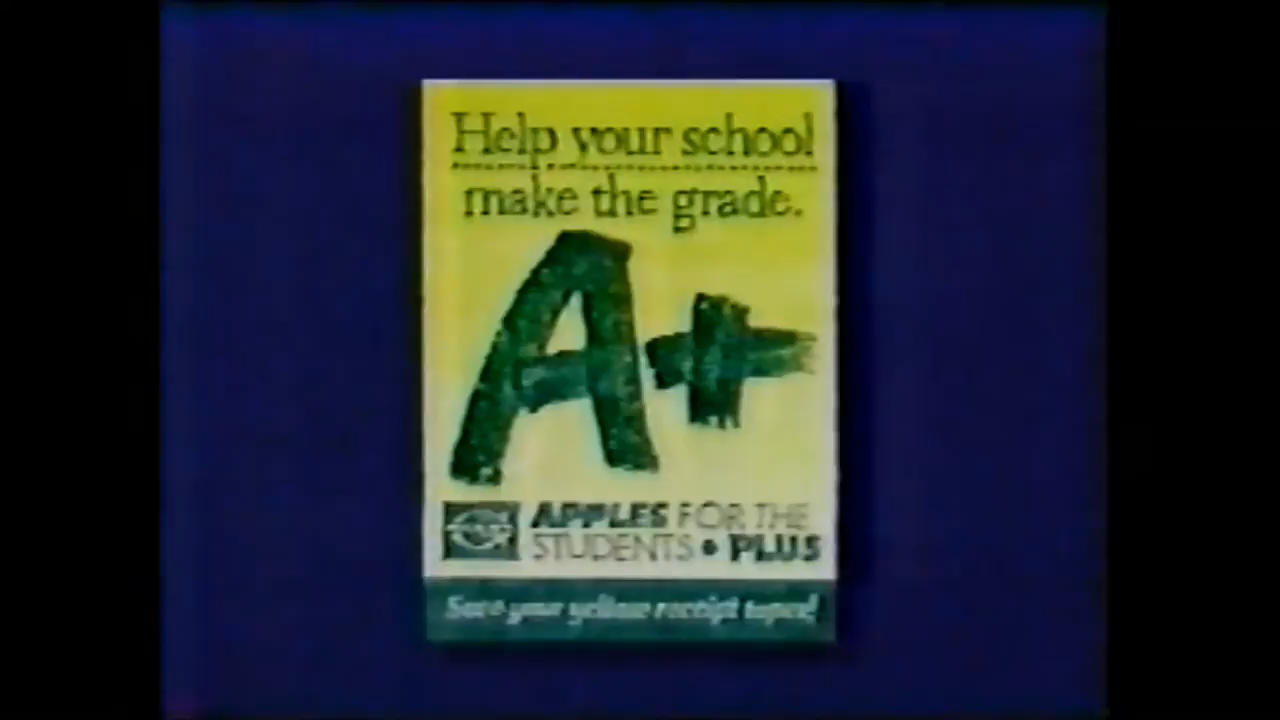 Help your school
make the grade.
A+
APPLES FOR THE
STUDENTS • PLUS
Save your yellow receipt tapes!